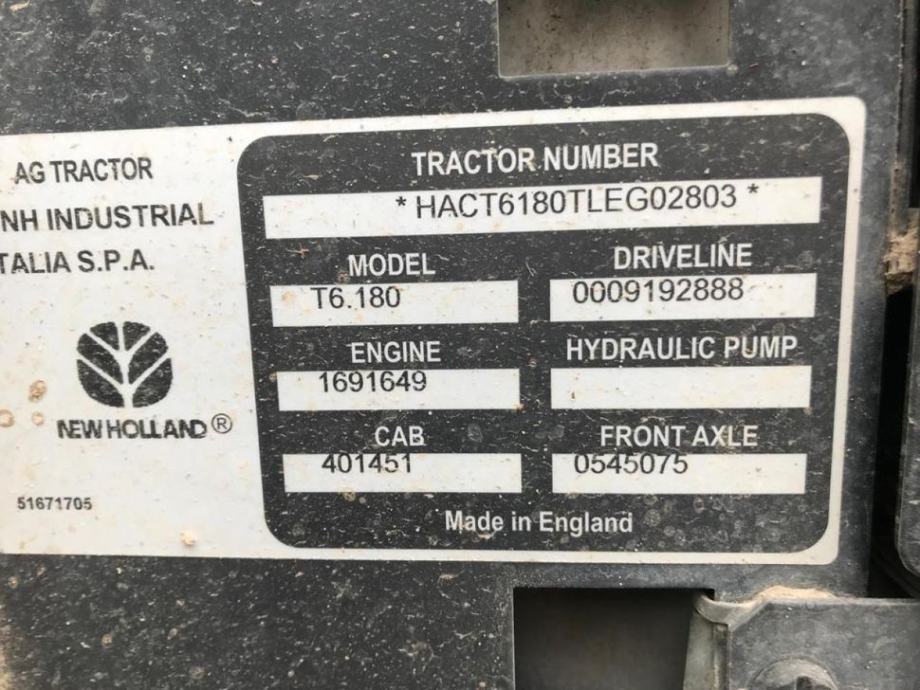 AG TRACTOR
NH INDUSTRIAL
TALIA S.P.A.
NEW HOLLAND®
51671705
TRACTOR NUMBER
*HACT6180TLEG02803*
MODEL DRIVELINE
T6.180 0009192888
ENGINE HYDRAULIC PUMP
1691649
CAB FRONT AXLE
401451 0545075
Made in England